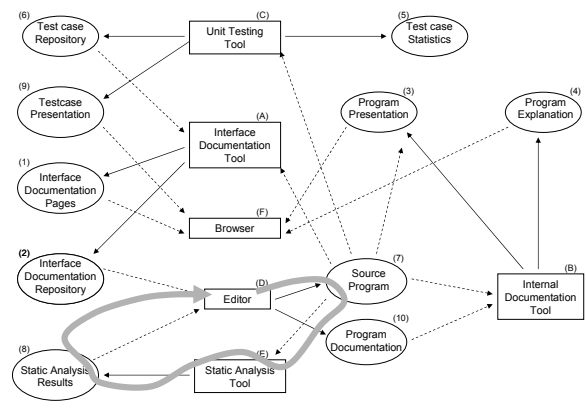 (6)
Test case
Repository
(C)
Unit Testing
Tool
(5)
Test case
Statistics
(9)
Testcase
Presentation
(A)
Interface
Documentation
Tool
(3)
Program
Presentation
(4)
Program
Explanation
(1)
Interface
Documentation
Pages
(F)
Browser
(2)
Interface
Documentation
Repository
(D)
Editor
(7)
Source
Program
(B)
Internal
Documentation
Tool
(10)
Program
Documentation
(8)
Static Analysis
Results
(E)
Static Analysis
Tool